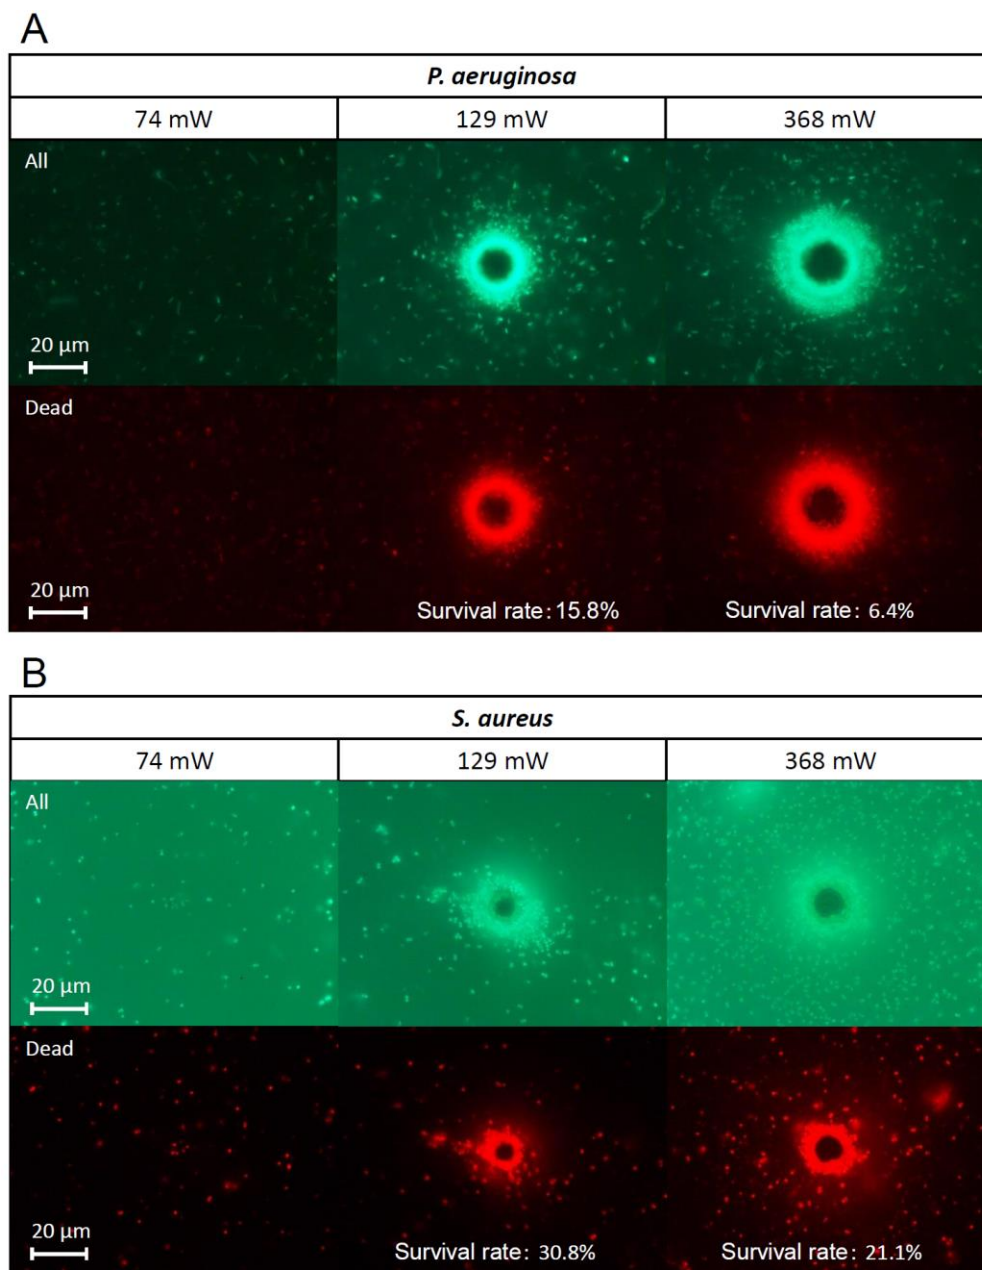 A
P. aeruginosa
74 mW 129 mW 368 mW
All
20 µm
Dead
20 µm
Survival rate: 15.8% Survival rate: 6.4%
B
S. aureus
74 mW 129 mW 368 mW
All
20 µm
Dead
20 µm
Survival rate: 30.8% Survival rate: 21.1%